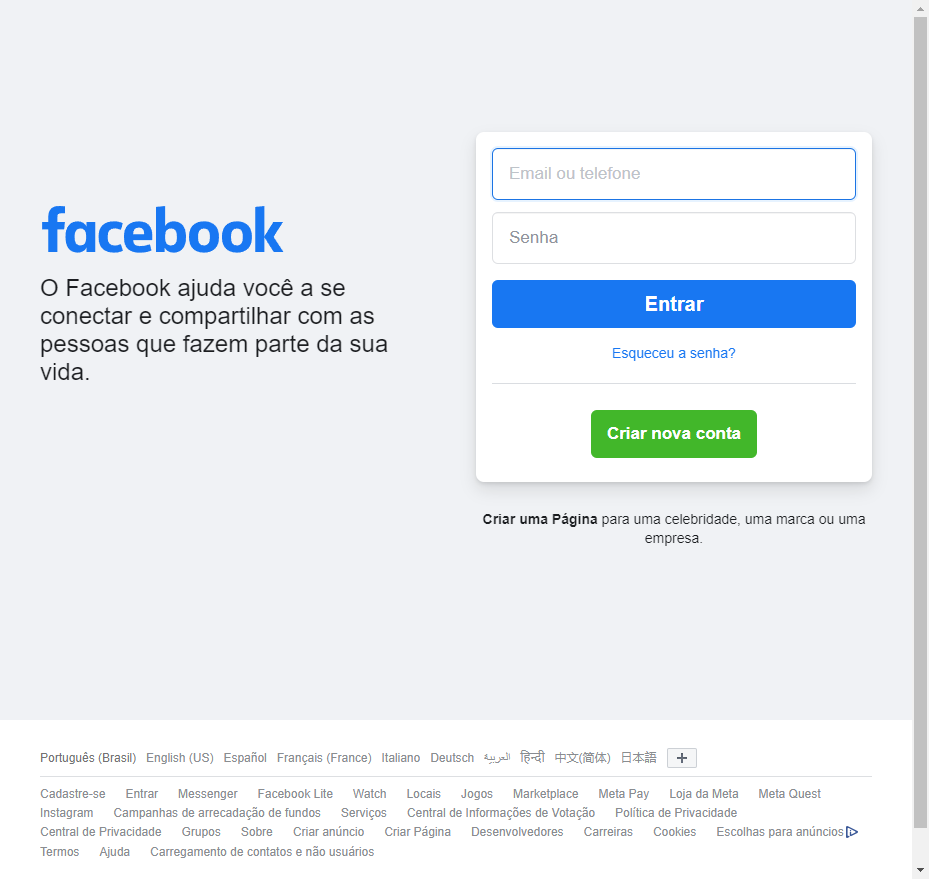 facebook
O Facebook ajuda você a se
conectar e compartilhar com as
pessoas que fazem parte da sua
vida.
Email ou telefone
Senha
Entrar
Esqueceu a senha?
Criar nova conta
Criar uma Página para uma celebridade, uma marca ou uma
empresa.
Português (Brasil) English (US) Español Français (France) Italiano Deutsch العربية हिन्दी 中文(简体) 日本語 +
Cadastre-se Entrar Messenger Facebook Lite Watch Locais Jogos Marketplace Meta Pay Loja da Meta Meta Quest
Instagram Campanhas de arrecadação de fundos Serviços Central de Informações de Votação Política de Privacidade
Central de Privacidade Grupos Sobre Criar anúncio Criar Página Desenvolvedores Carreiras Cookies Escolhas para anúncios
Termos Ajuda Carregamento de contatos e não usuários